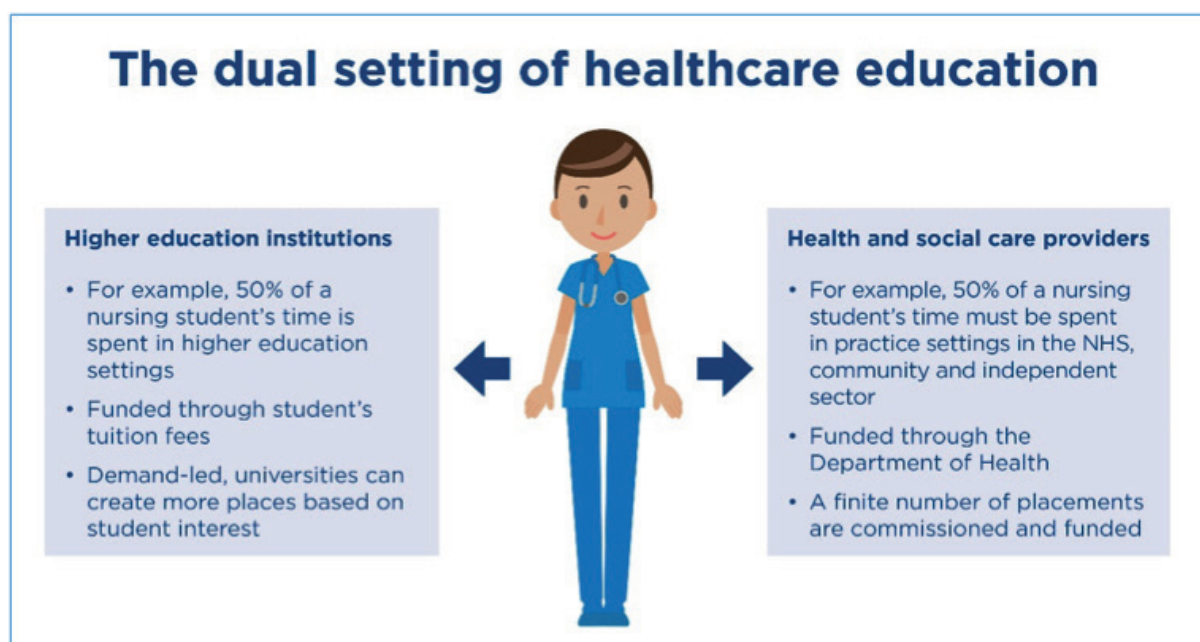 The dual setting of healthcare education
Higher education institutions
• For example, 50% of a
nursing student's time is
spent in higher education
settings
• Funded through student's
tuition fees
• Demand-led, universities can
create more places based on
student interest
Health and social care providers
• For example, 50% of a nursing
student's time must be spent
in practice settings in the NHS,
community and independent
sector
• Funded through the
Department of Health
• A finite number of placements
are commissioned and funded